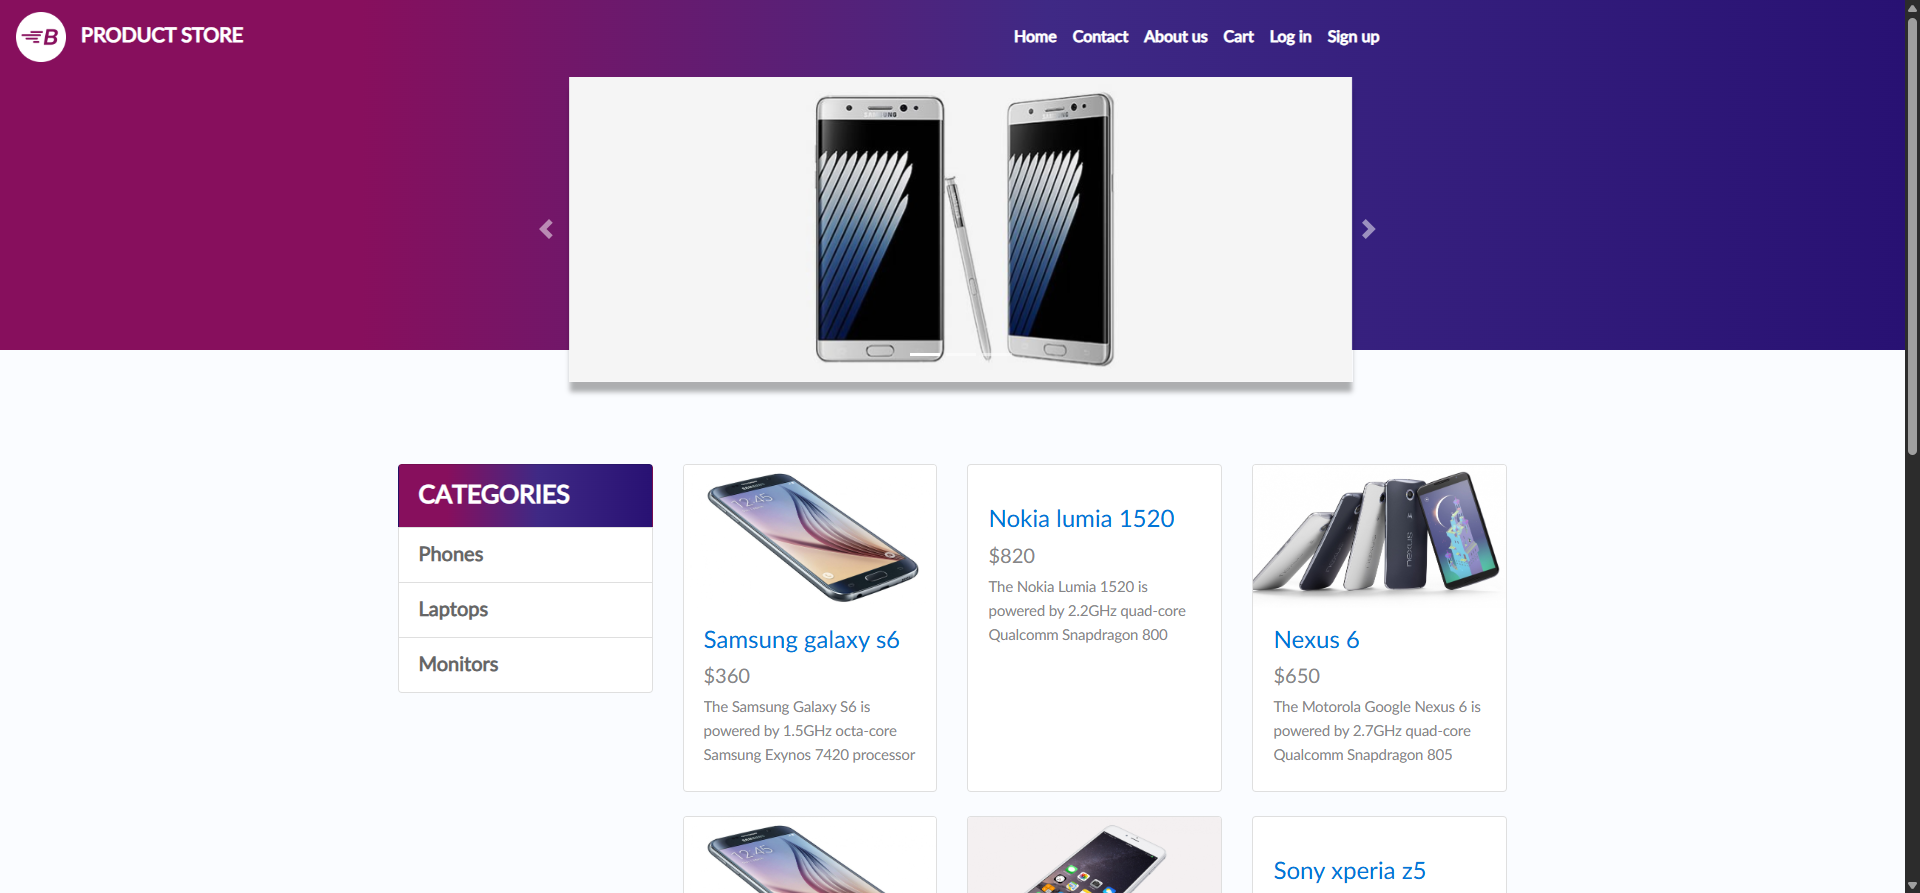 B PRODUCT STORE
Home Contact About us Cart Log in Sign up
CATEGORIES
Phones
Laptops
Monitors
Samsung galaxy s6
$360
The Samsung Galaxy S6 is
powered by 1.5GHz octa-core
Samsung Exynos 7420 processor
Nokia lumia 1520
$820
The Nokia Lumia 1520 is
powered by 2.2GHz quad-core
Qualcomm Snapdragon 800
Nexus 6
$650
The Motorola Google Nexus 6 is
powered by 2.7GHz quad-core
Qualcomm Snapdragon 805
Sony xperia z5